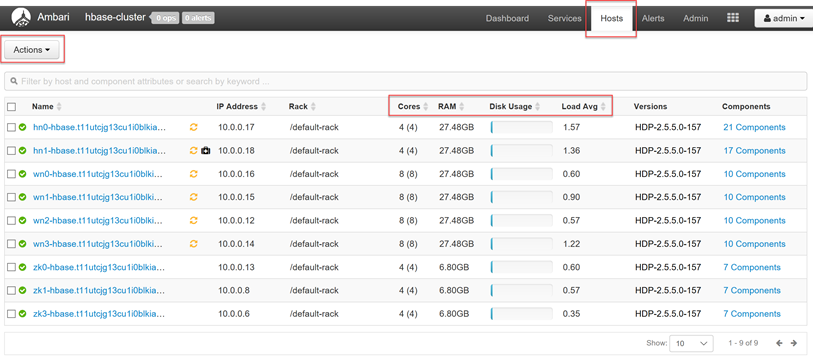 Ambari hbase-cluster 0 ops 0 alerts Dashboard Services Hosts Alerts Admin admin
Actions
Filter by host and component attributes or search by keyword ...
Name IP Address Rack Cores RAM Disk Usage Load Avg Versions Components
hn0-hbase.t11utcjg13cu1i0blkia... 10.0.0.17 /default-rack 4 (4) 27.48GB 1.57 HDP-2.5.5.0-157 21 Components
hn1-hbase.t11utcjg13cu1i0blkia... 10.0.0.18 /default-rack 4 (4) 27.48GB 1.36 HDP-2.5.5.0-157 17 Components
wn0-hbase.t11utcjg13cu1i0blki... 10.0.0.16 /default-rack 8 (8) 27.48GB 0.60 HDP-2.5.5.0-157 10 Components
wn1-hbase.t11utcjg13cu1i0blki... 10.0.0.15 /default-rack 8 (8) 27.48GB 0.90 HDP-2.5.5.0-157 10 Components
wn2-hbase.t11utcjg13cu1i0blki... 10.0.0.12 /default-rack 8 (8) 27.48GB 0.57 HDP-2.5.5.0-157 10 Components
wn3-hbase.t11utcjg13cu1i0blki... 10.0.0.14 /default-rack 8 (8) 27.48GB 1.22 HDP-2.5.5.0-157 10 Components
zk0-hbase.t11utcjg13cu1i0blkia... 10.0.0.13 /default-rack 4 (4) 6.80GB 0.60 HDP-2.5.5.0-157 7 Components
zk1-hbase.t11utcjg13cu1i0blkia... 10.0.0.8 /default-rack 4 (4) 6.80GB 0.57 HDP-2.5.5.0-157 7 Components
zk3-hbase.t11utcjg13cu1i0blkia... 10.0.0.6 /default-rack 4 (4) 6.80GB 0.35 HDP-2.5.5.0-157 7 Components
Show: 10 1 - 9 of 9